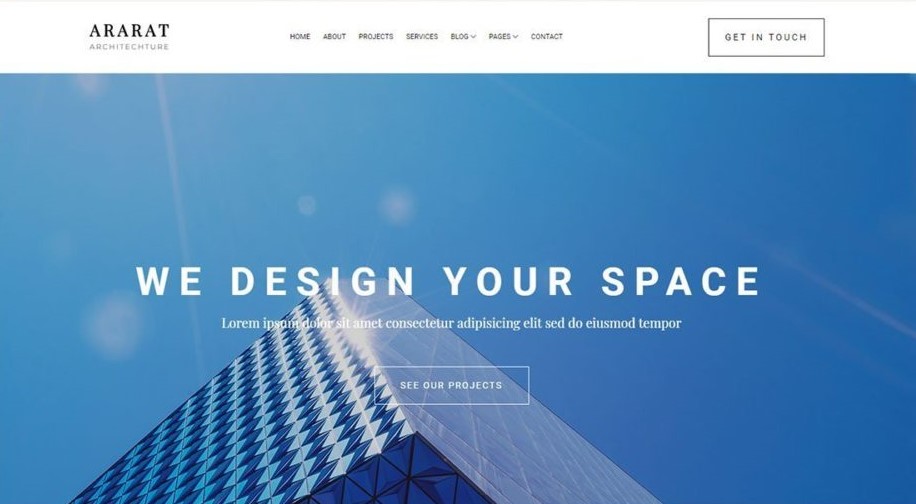 ARARAT
ARCHITECHTURE
HOME ABOUT PROJECTS SERVICES BLOG PAGES CONTACT
GET IN TOUCH
WE DESIGN YOUR SPACE
Lorem ipsum dolor sit amet consectetur adipisicing elit sed do eiusmod tempor
SEE OUR PROJECTS